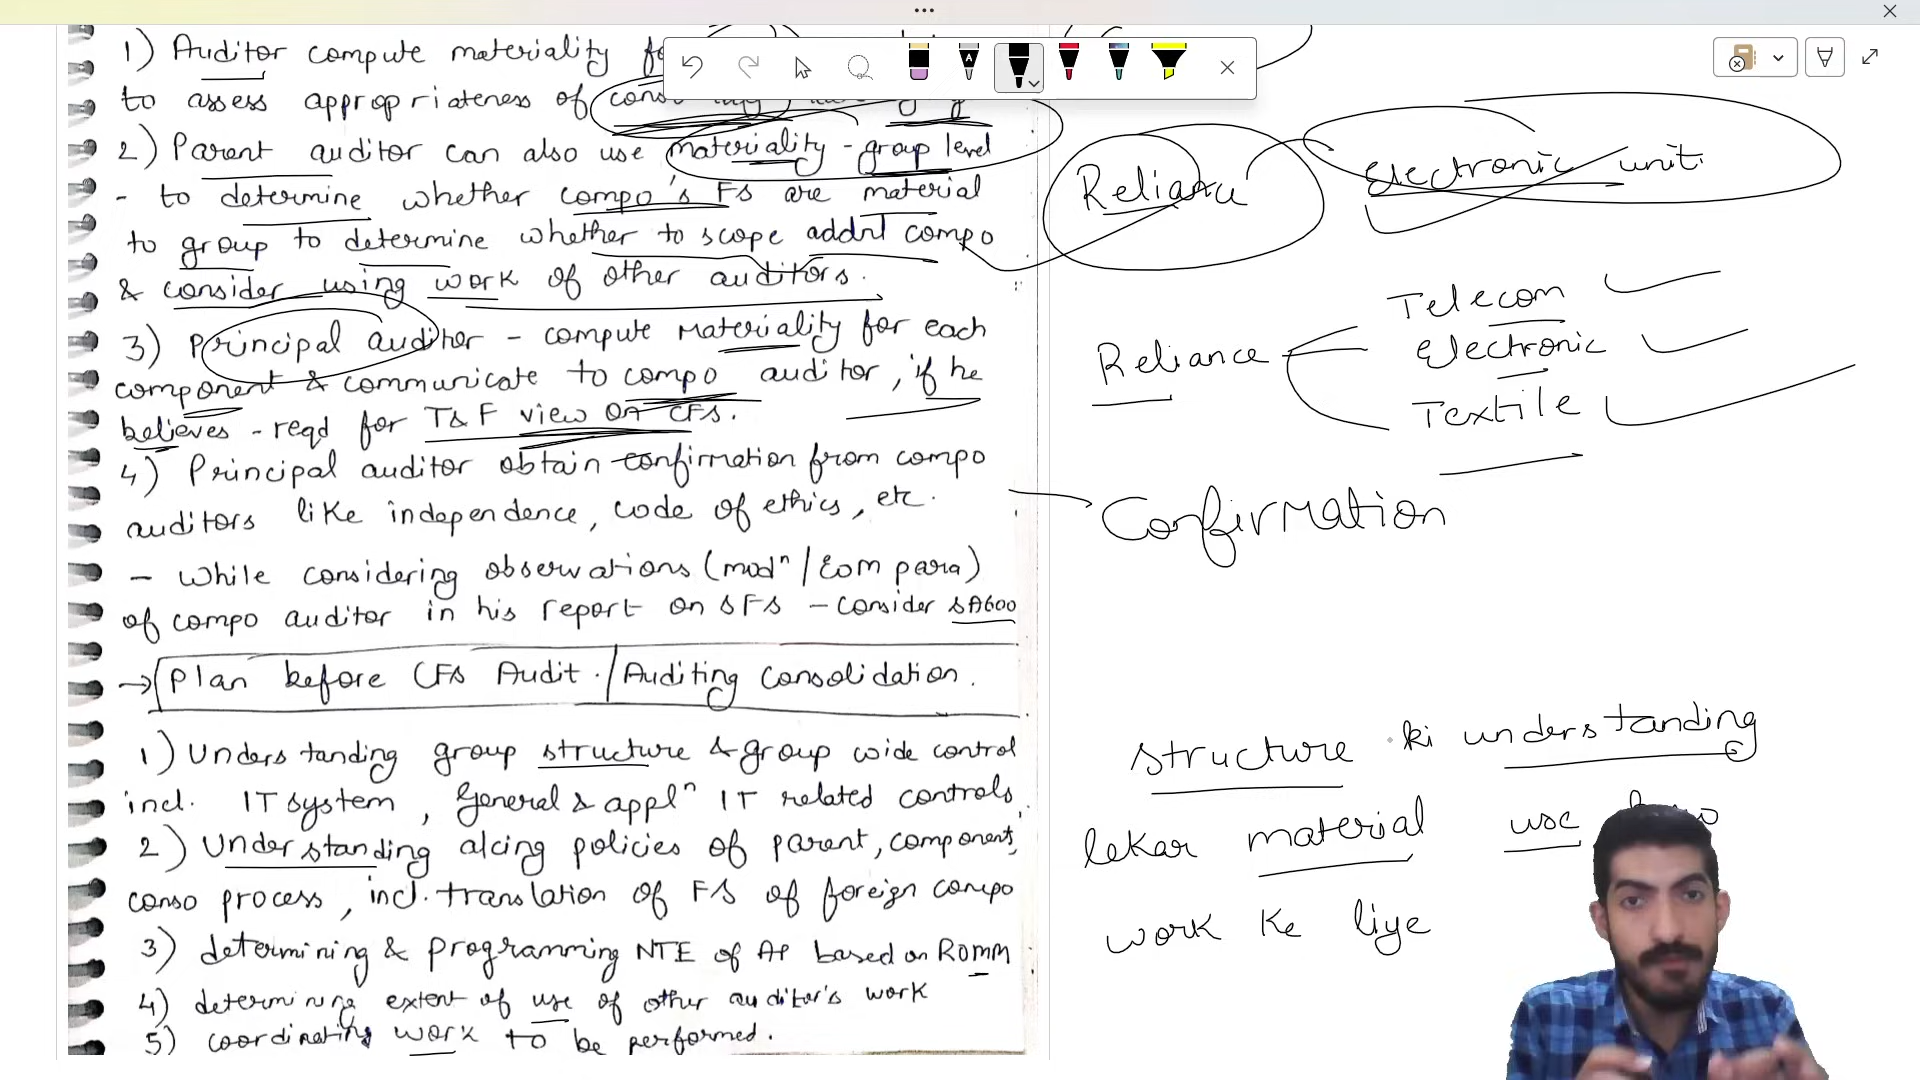 1) Auditor compute materiality
to assess appropriateness of
2) Parent auditor can also use materiality - group level
- to determine whether compo's FS are material
to group to determine whether to scope addnl compo
& consider using work of other auditors.
3) Principal auditor - compute materiality for each
component & communicate to compo auditor, if he
believes - reqd for T&F view on CFS.
4) Principal auditor obtain confirmation from compo
auditors like independence, code of ethics, etc.
- while considering observations (modⁿ/EOM para)
of compo auditor in his report on SFS - consider SA600
→ Plan before CFS Audit. / Auditing Consolidation.
1) Understanding group structure & group wide control
incl. IT system, General & applⁿ IT related controls,
2) Understanding a/cing policies of parent, component,
conso process, incl. translation of FS of foreign compo
3) determining & programming NTE of AP based on ROMM
4) determining extent of use of other auditor's work
5) coordinating work to be performed.
Reliance Electronic unit
Reliance
Telecom
Electronic
Textile
Confirmation
structure ki understanding
lekar material use
work ke liye